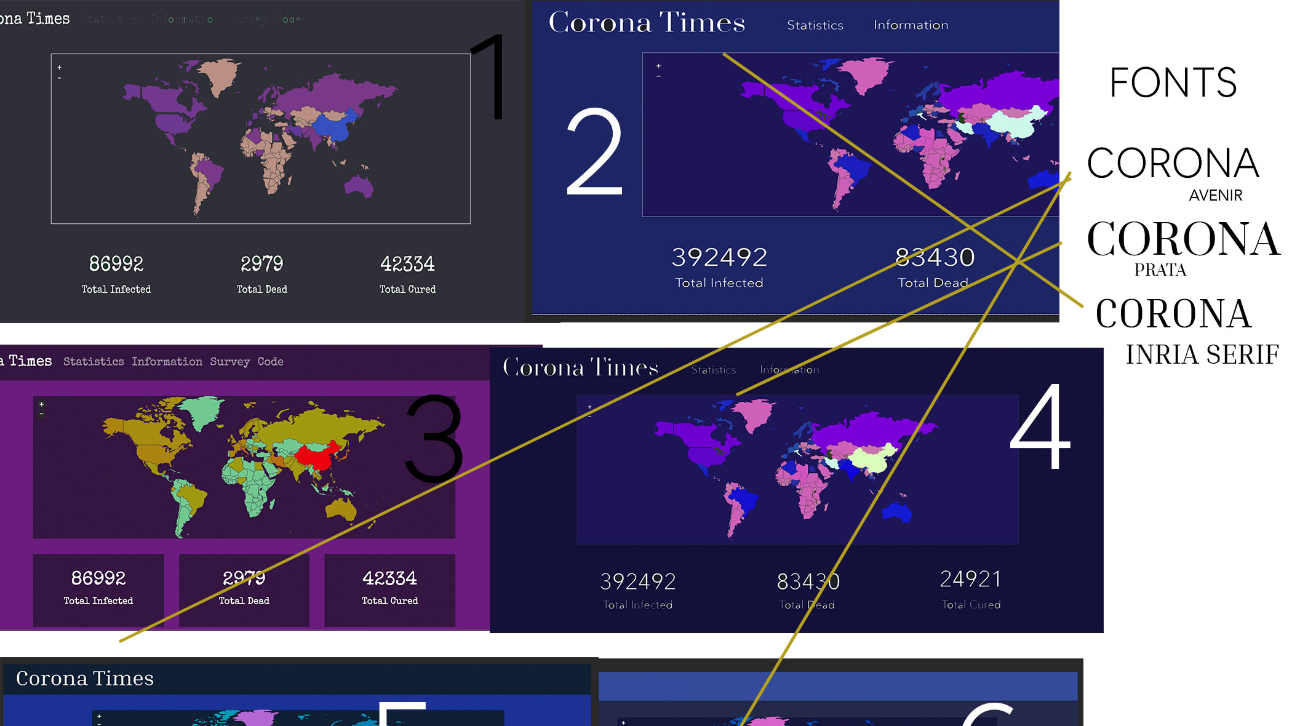 ona Times Statistics Information Survey Code
1
+
-
86992 2979 42334
Total Infected Total Dead Total Cured
Corona Times Statistics Information
2
+
-
392492 83430
Total Infected Total Dead
FONTS
CORONA
AVENIR
CORONA
PRATA
CORONA
INRIA SERIF
a Times Statistics Information Survey Code
3
+
-
86992 2979 42334
Total Infected Total Dead Total Cured
Corona Times Statistics Information
4
+
-
392492 83430 24921
Total Infected Total Dead Total Cured
Corona Times
+
-
+